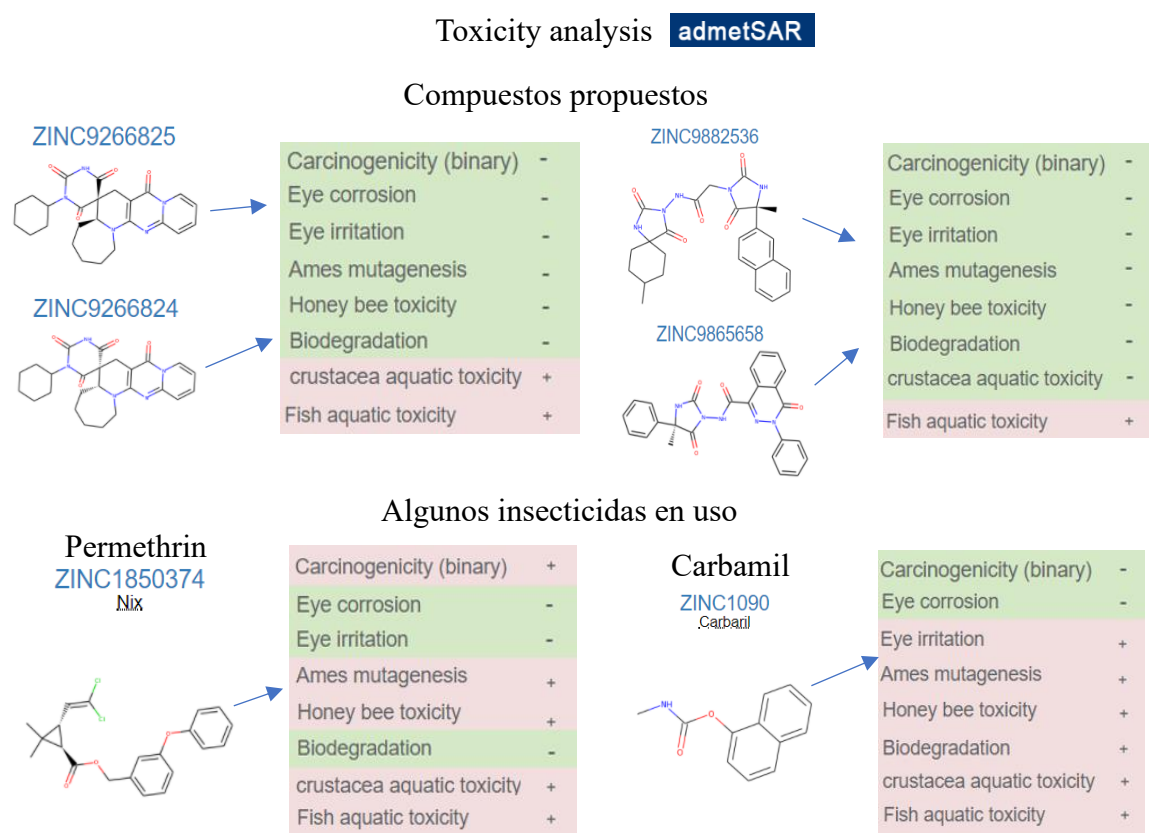 Toxicity analysis admetSAR
Compuestos propuestos
ZINC9266825
ZINC9266824
Carcinogenicity (binary) -
Eye corrosion -
Eye irritation -
Ames mutagenesis -
Honey bee toxicity -
Biodegradation -
crustacea aquatic toxicity +
Fish aquatic toxicity +
ZINC9882536
ZINC9865658
Carcinogenicity (binary) -
Eye corrosion -
Eye irritation -
Ames mutagenesis -
Honey bee toxicity -
Biodegradation -
crustacea aquatic toxicity -
Fish aquatic toxicity +
Algunos insecticidas en uso
Permethrin
ZINC1850374
Nix
Carcinogenicity (binary) +
Eye corrosion -
Eye irritation -
Ames mutagenesis +
Honey bee toxicity +
Biodegradation -
crustacea aquatic toxicity +
Fish aquatic toxicity +
Carbamil
ZINC1090
Carbaril
Carcinogenicity (binary) -
Eye corrosion -
Eye irritation +
Ames mutagenesis +
Honey bee toxicity +
Biodegradation +
crustacea aquatic toxicity +
Fish aquatic toxicity +